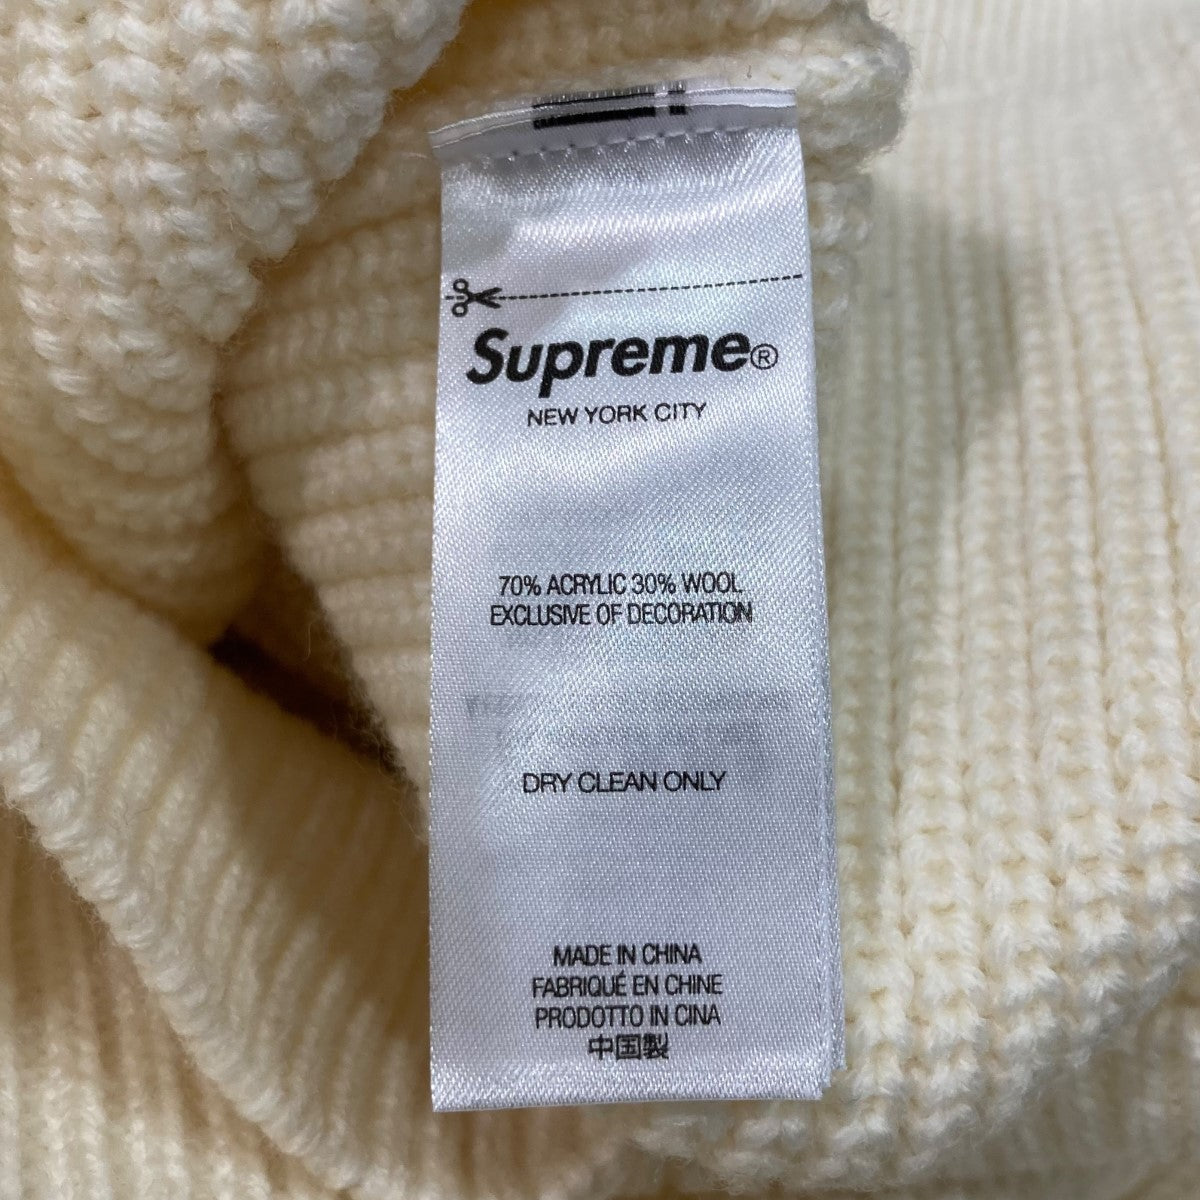 Supreme®
NEW YORK CITY
70% ACRYLIC 30% WOOL
EXCLUSIVE OF DECORATION
DRY CLEAN ONLY
MADE IN CHINA
FABRIQUÉ EN CHINE
PRODOTTO IN CINA
中国製